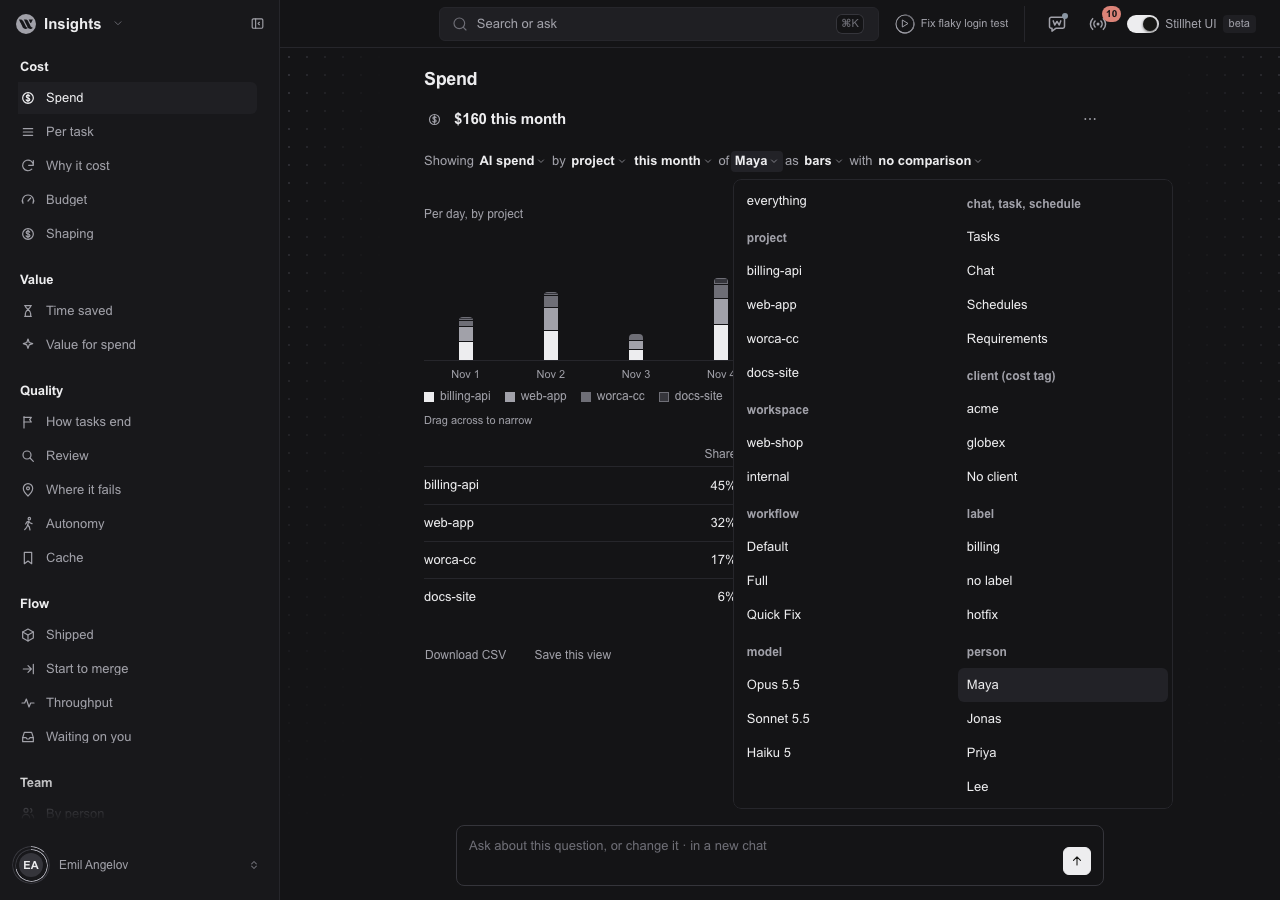 Insights
Search or ask
⌘K
Fix flaky login test
10
Stillhet UI
beta
Cost
Spend
Per task
Why it cost
Budget
Shaping
Value
Time saved
Value for spend
Quality
How tasks end
Review
Where it fails
Autonomy
Cache
Flow
Shipped
Start to merge
Throughput
Waiting on you
Team
By person
EA
Emil Angelov
Spend
$160 this month
Showing AI spend by project this month of Maya as bars with no comparison
Per day, by project
Nov 1
Nov 2
Nov 3
Nov 4
billing-api
web-app
worca-cc
docs-site
Drag across to narrow
Share
billing-api 45%
web-app 32%
worca-cc 17%
docs-site 6%
Download CSV
Save this view
everything
project
billing-api
web-app
worca-cc
docs-site
workspace
web-shop
internal
workflow
Default
Full
Quick Fix
model
Opus 5.5
Sonnet 5.5
Haiku 5
chat, task, schedule
Tasks
Chat
Schedules
Requirements
client (cost tag)
acme
globex
No client
label
billing
no label
hotfix
person
Maya
Jonas
Priya
Lee
Ask about this question, or change it · in a new chat